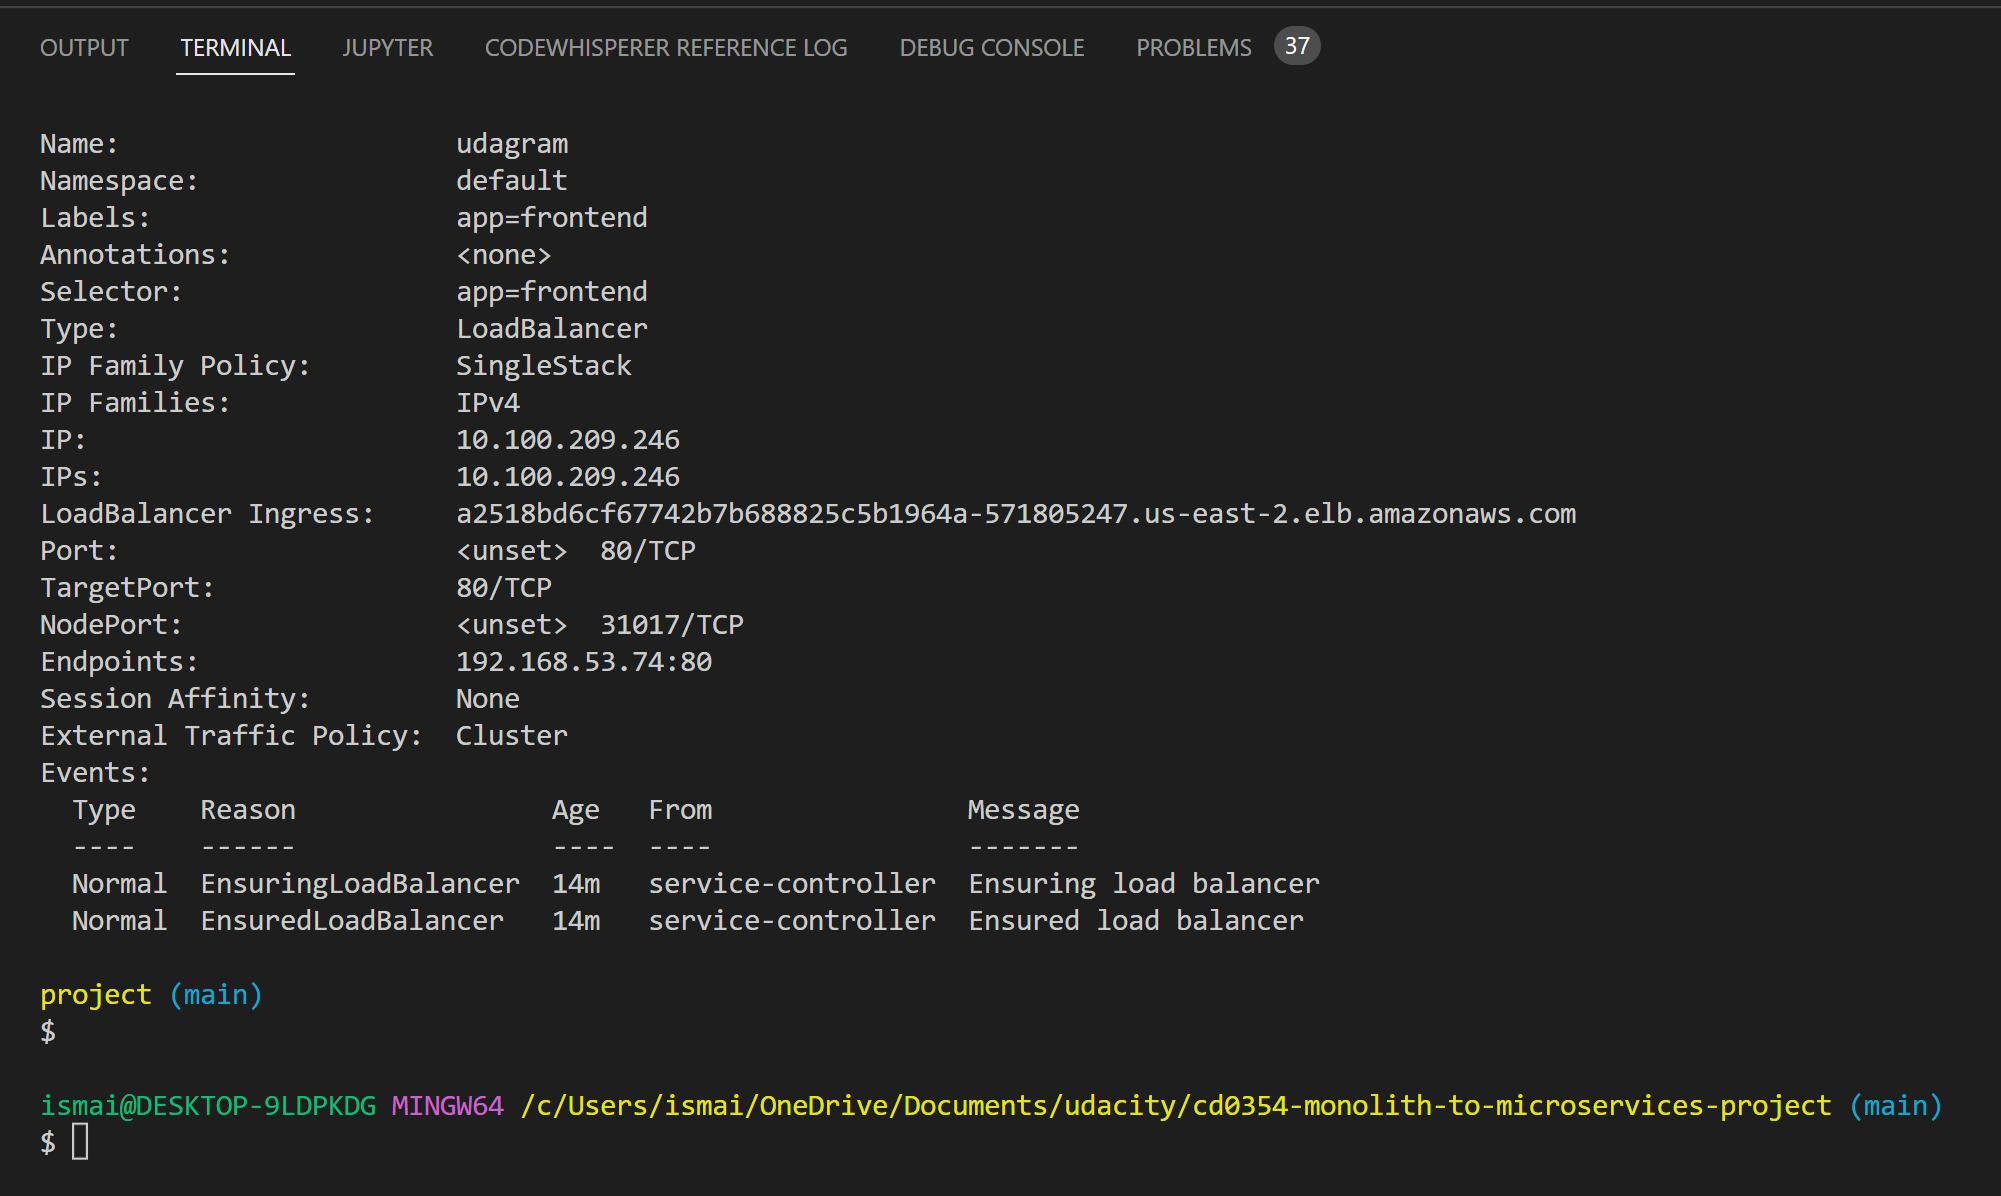 OUTPUT TERMINAL JUPYTER CODEWHISPERER REFERENCE LOG DEBUG CONSOLE PROBLEMS 37
Name: udagram
Namespace: default
Labels: app=frontend
Annotations: <none>
Selector: app=frontend
Type: LoadBalancer
IP Family Policy: SingleStack
IP Families: IPv4
IP: 10.100.209.246
IPs: 10.100.209.246
LoadBalancer Ingress: a2518bd6cf67742b7b688825c5b1964a-571805247.us-east-2.elb.amazonaws.com
Port: <unset> 80/TCP
TargetPort: 80/TCP
NodePort: <unset> 31017/TCP
Endpoints: 192.168.53.74:80
Session Affinity: None
External Traffic Policy: Cluster
Events:
Type Reason Age From Message
---- ------ ---- ---- -------
Normal EnsuringLoadBalancer 14m service-controller Ensuring load balancer
Normal EnsuredLoadBalancer 14m service-controller Ensured load balancer
project (main)
$
ismai@DESKTOP-9LDPKDG MINGW64 /c/Users/ismai/OneDrive/Documents/udacity/cd0354-monolith-to-microservices-project (main)
$